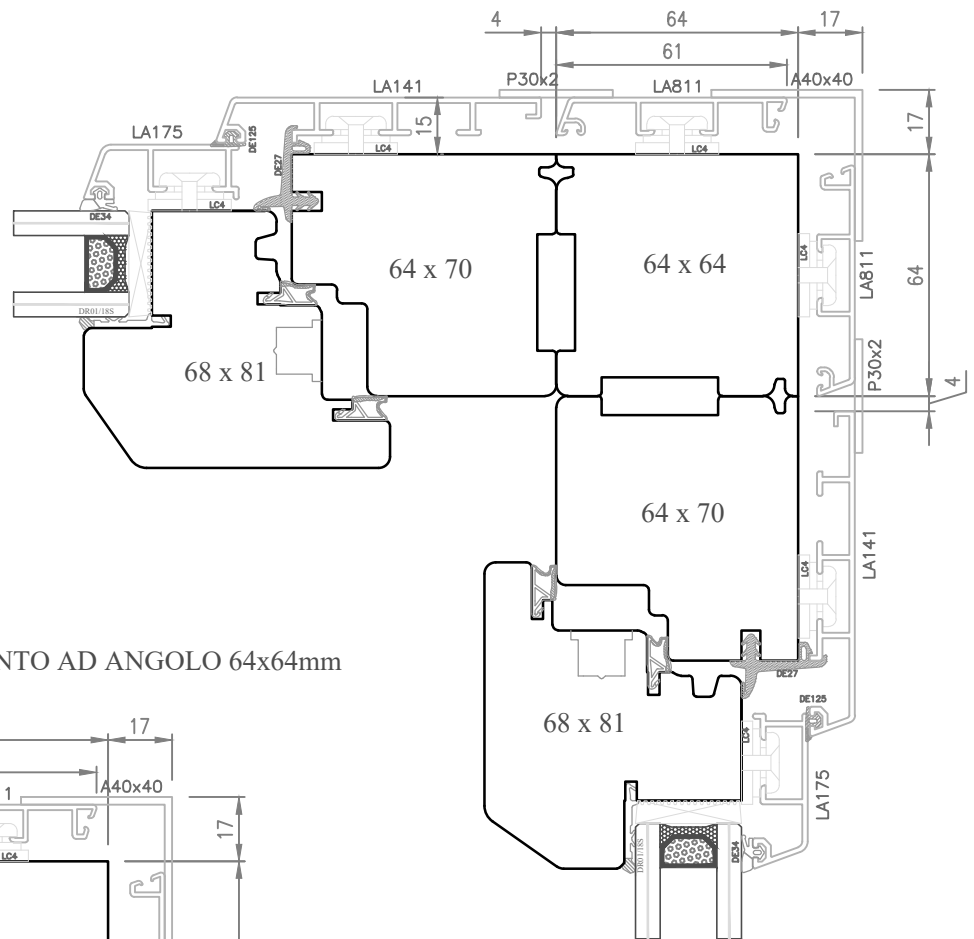 4 64 17
61
P30x2 A40x40
LA141 LA811
LA175 15 17
DE125
LC4 LC4
DE27
LC4
DE34
64 x 70 64 x 64
LC4
LA811
64
DR01/18S
68 x 81
P30x2
4
64 x 70
LC4
LA141
NTO AD ANGOLO 64x64mm
DE27
DE125
68 x 81
LC4
17
LA175
1 A40x40
17
LC4
DR01/18S
DE34